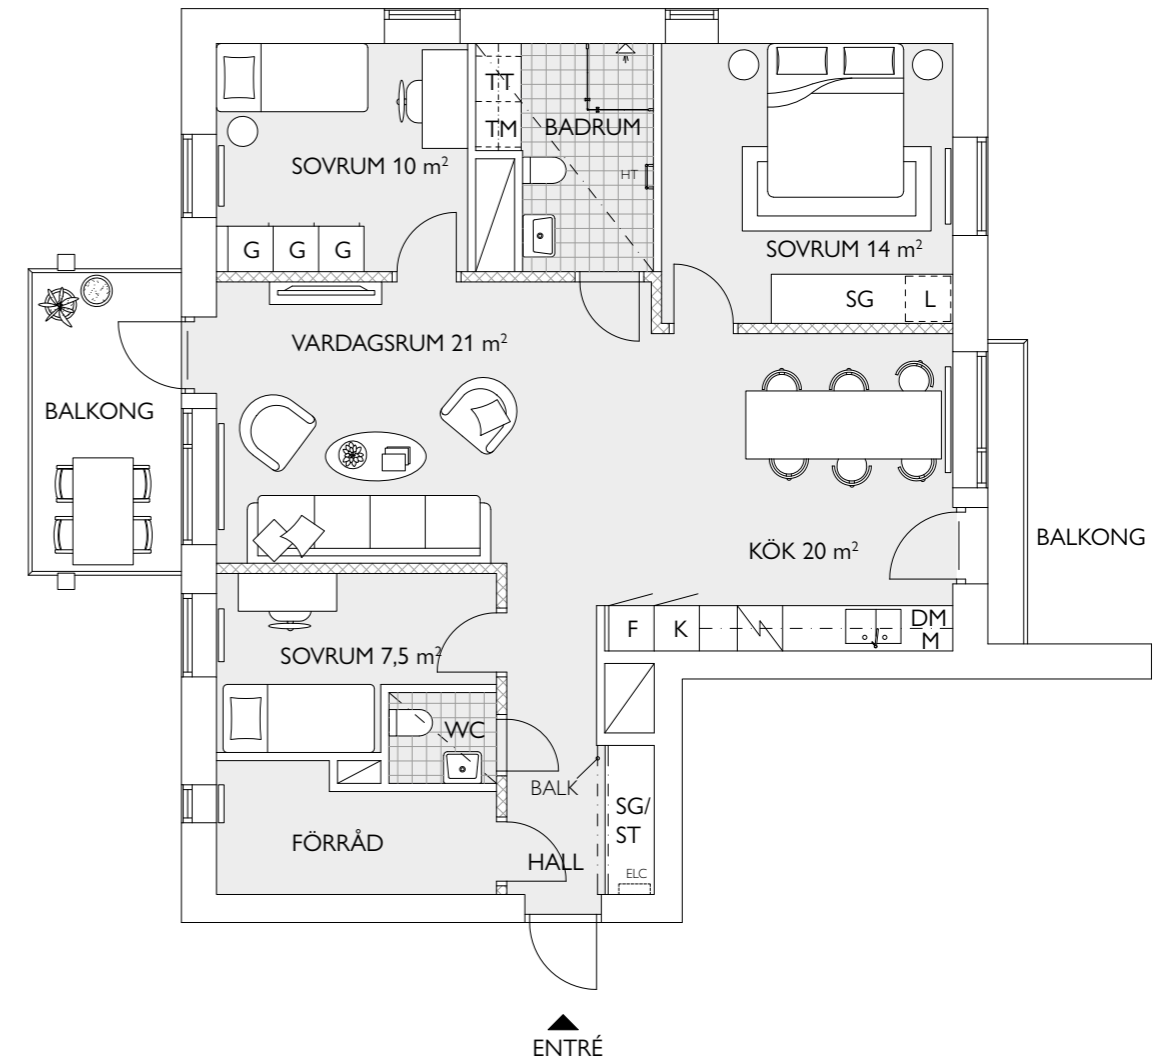 TT
TM
BADRUM
SOVRUM 10 m²
HT
G G G
SOVRUM 14 m²
SG L
VARDAGSRUM 21 m²
BALKONG
KÖK 20 m²
BALKONG
F K
DM
M
SOVRUM 7,5 m²
WC
BALK
SG/
ST
FÖRRÅD
HALL
ELC
ENTRÉ